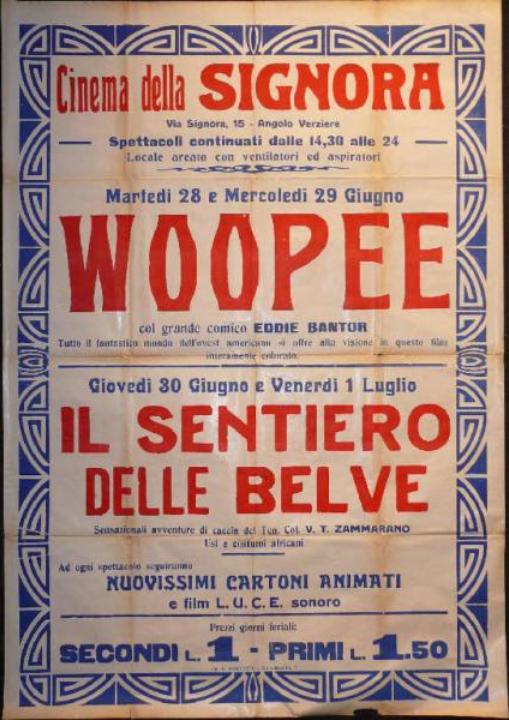 Cinema della SIGNORA
Via Signora, 15 - Angolo Verziere
Spettacoli continuati dalle 14,30 alle 24
Locale areato con ventilatori ed aspiratori
Martedì 28 e Mercoledì 29 Giugno
WOOPEE
col grande comico EDDIE BANTOR
Tutto il fantastico mondo dell'ovest americano si offre alla visione in questo film
interamente colorato.
Giovedì 30 Giugno e Venerdì 1 Luglio
IL SENTIERO
DELLE BELVE
Sensazionali avventure di caccia del Ten. Col. V. T. ZAMMARANO
Usi e costumi africani
Ad ogni spettacolo seguiranno
NUOVISSIMI CARTONI ANIMATI
e film L. U. C. E. sonoro
Prezzi giorni feriali:
SECONDI L. 1 - PRIMI L. 1.50